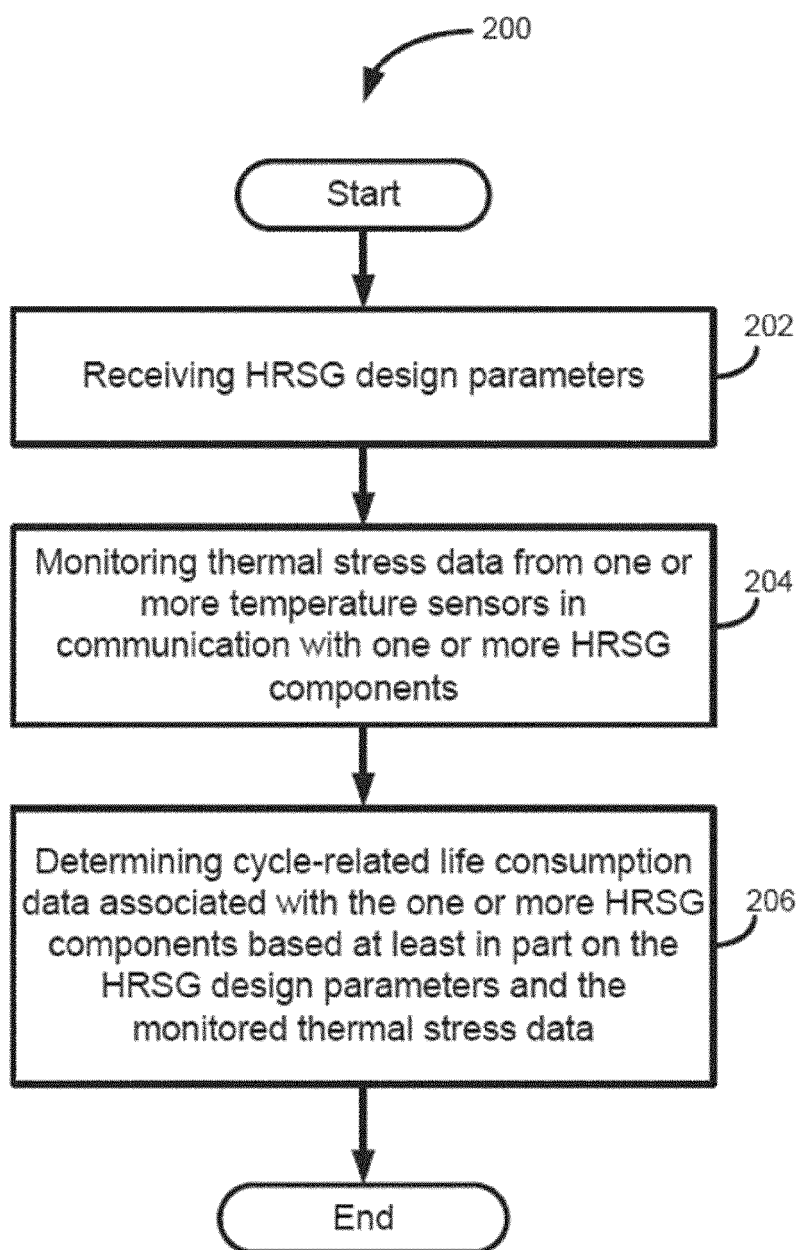 200
Start
Receiving HRSG design parameters
202
Monitoring thermal stress data from one or
more temperature sensors in
communication with one or more HRSG
components
204
Determining cycle-related life consumption
data associated with the one or more HRSG
components based at least in part on the
HRSG design parameters and the
monitored thermal stress data
206
End